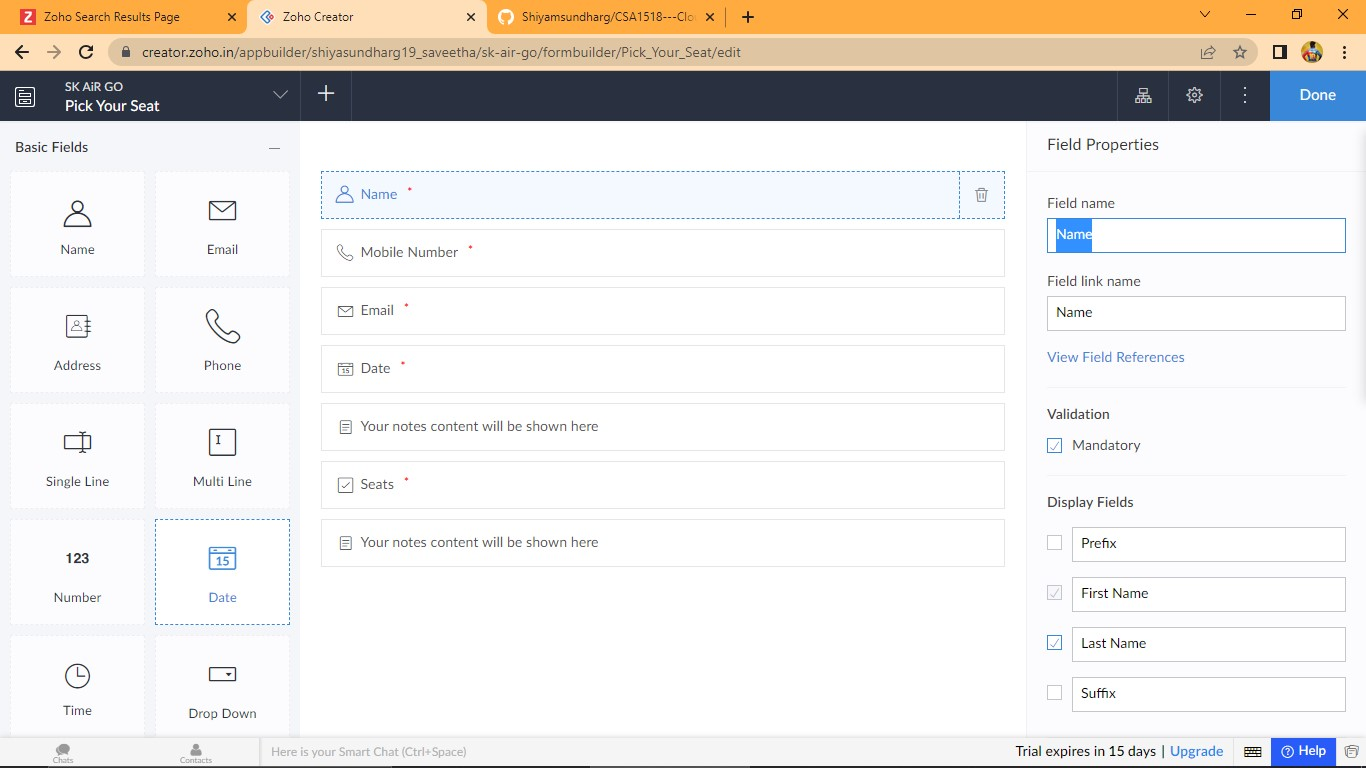 Zoho Search Results Page
Zoho Creator
Shiyamsundharg/CSA1518---Clo
creator.zoho.in/appbuilder/shiyasundharg19_saveetha/sk-air-go/formbuilder/Pick_Your_Seat/edit
SK AiR GO
Pick Your Seat
Done
Basic Fields
Name
Email
Address
Phone
Single Line
Multi Line
123
Number
15
Date
Time
Drop Down
Name *
Mobile Number *
Email *
15 Date *
Your notes content will be shown here
Seats *
Your notes content will be shown here
Field Properties
Field name
Name
Field link name
Name
View Field References
Validation
Mandatory
Display Fields
Prefix
First Name
Last Name
Suffix
Chats
Contacts
Here is your Smart Chat (Ctrl+Space)
Trial expires in 15 days | Upgrade
Help